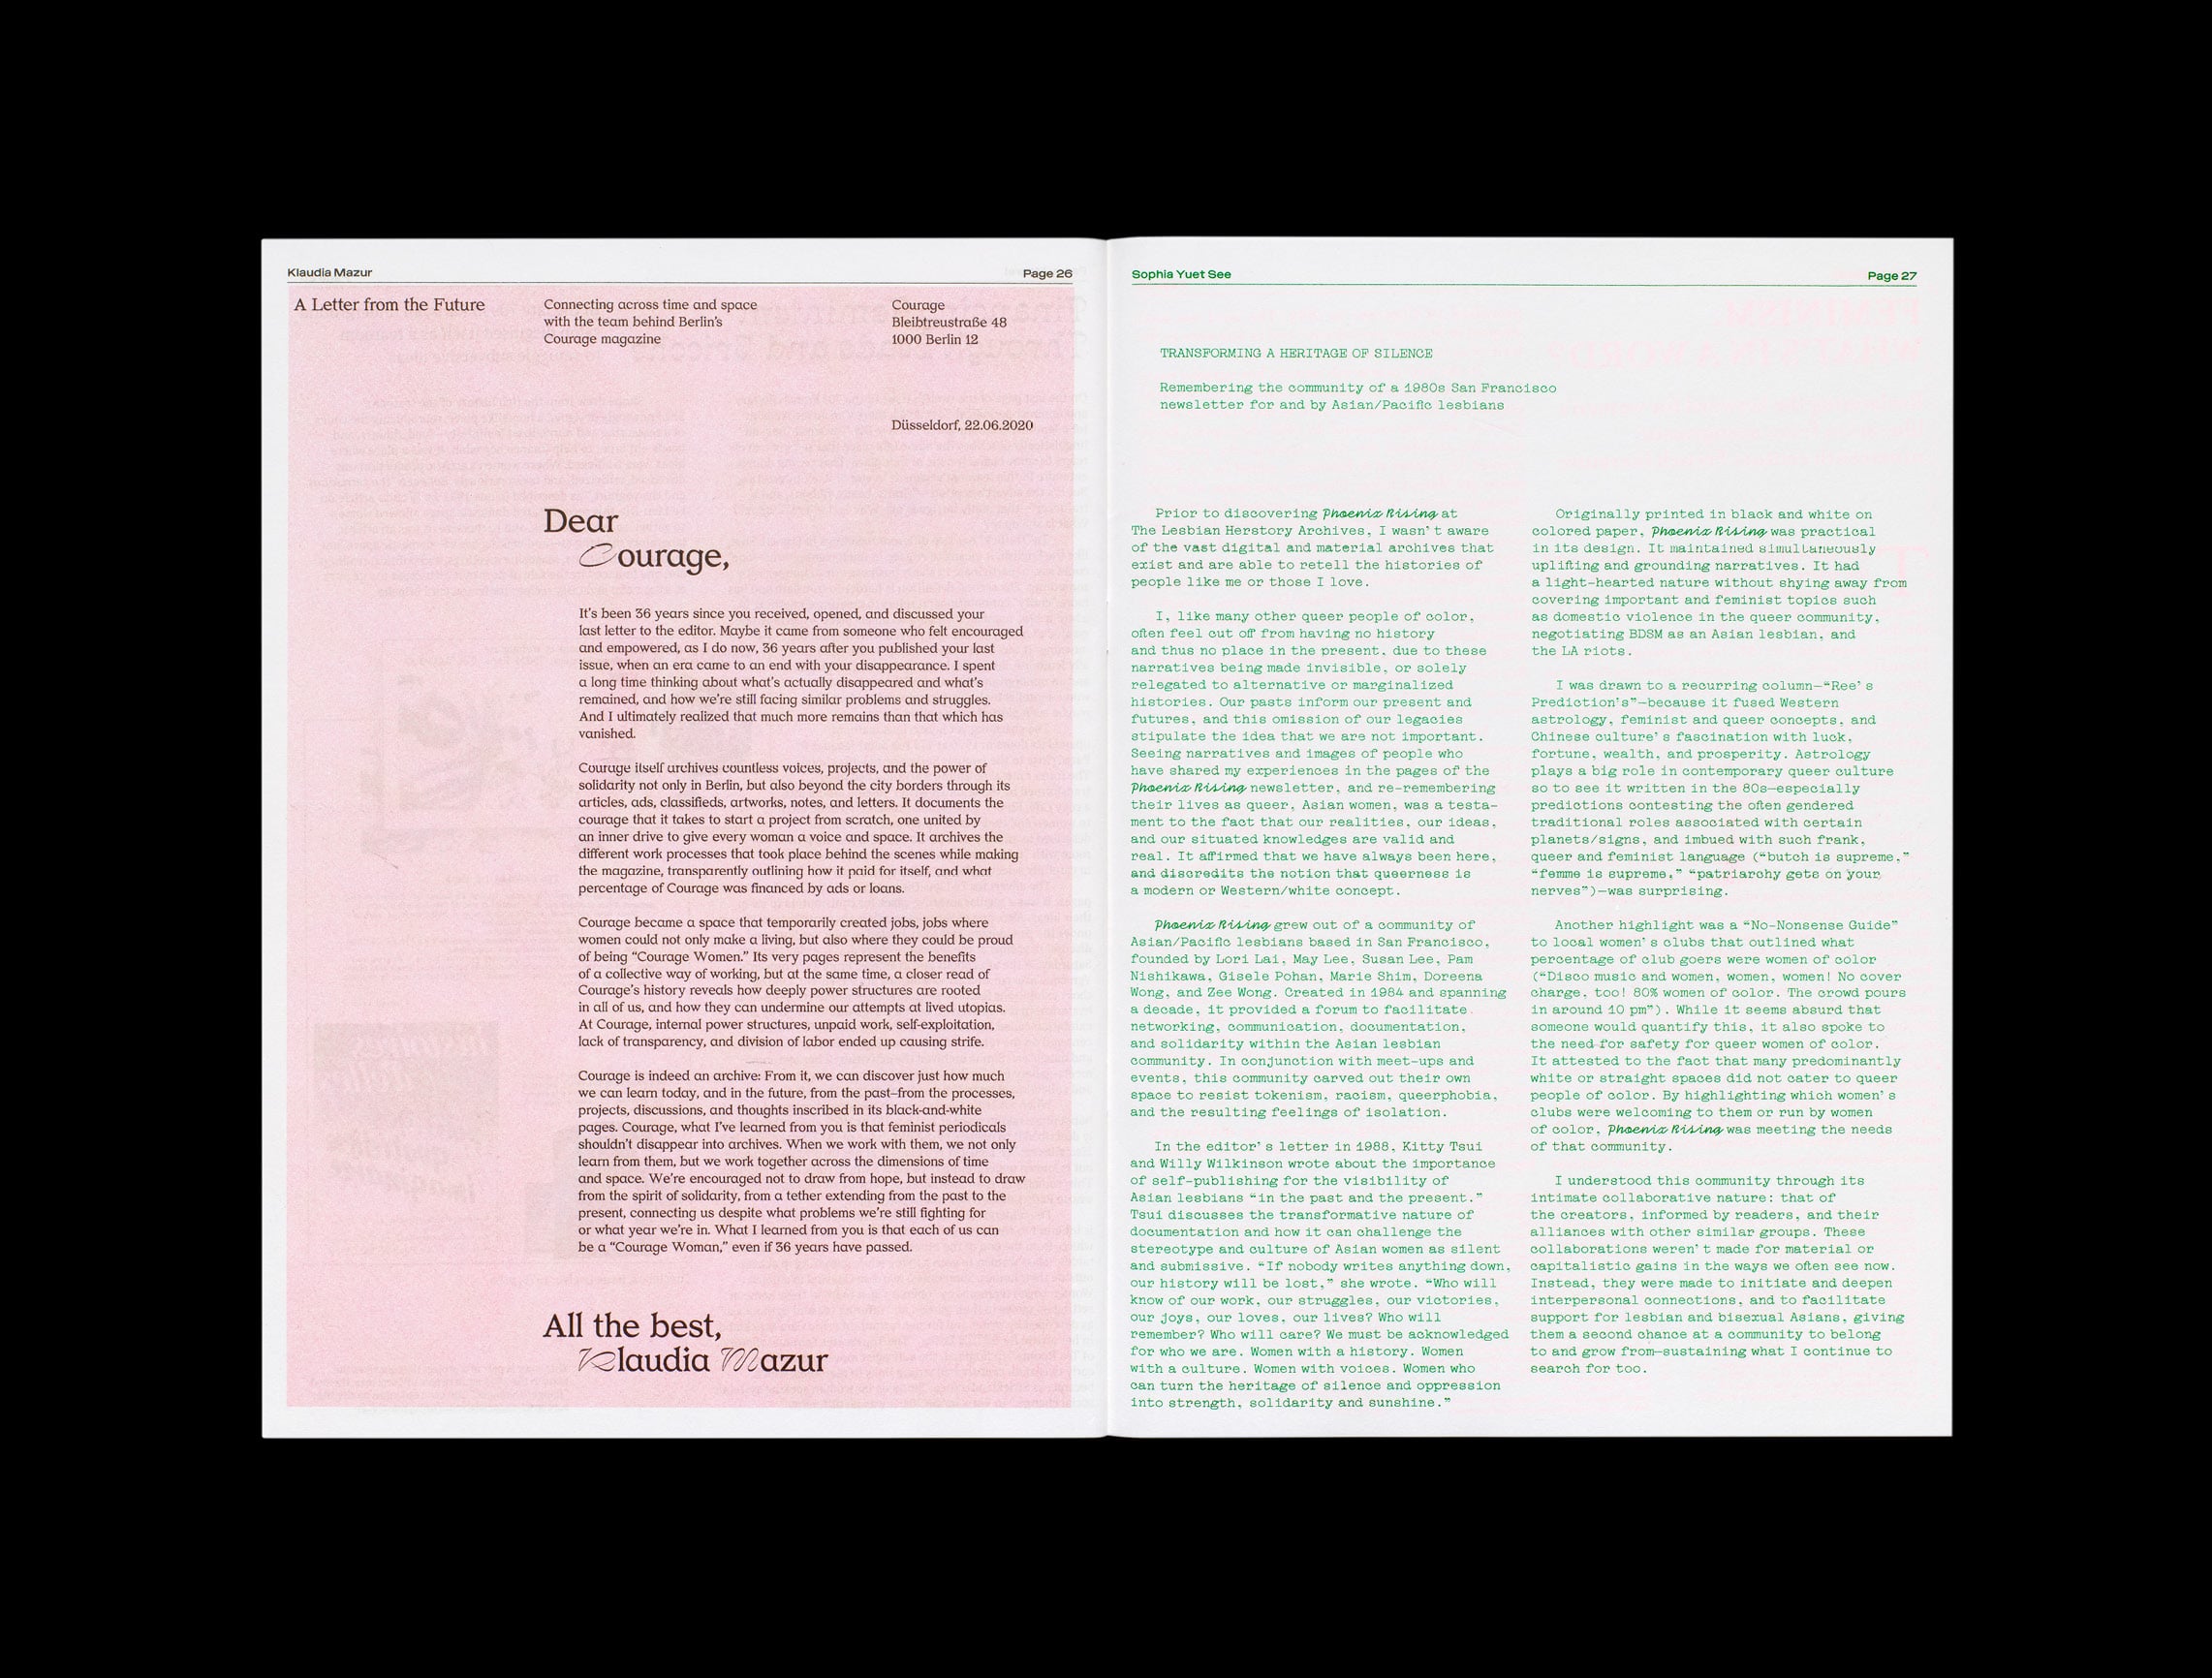 Klaudia Mazur
Page 26
A Letter from the Future
Connecting across time and space
with the team behind Berlin's
Courage magazine
Courage
Bleibtreustraße 48
1000 Berlin 12
Düsseldorf, 22.06.2020
Dear
Courage,
It's been 36 years since you received, opened, and discussed your
last letter to the editor. Maybe it came from someone who felt encouraged
and empowered, as I do now, 36 years after you published your last
issue, when an era came to an end with your disappearance. I spent
a long time thinking about what's actually disappeared and what's
remained, and how we're still facing similar problems and struggles.
And I ultimately realized that much more remains than that which has
vanished.
Courage itself archives countless voices, projects, and the power of
solidarity not only in Berlin, but also beyond the city borders through its
articles, ads, classifieds, artworks, notes, and letters. It documents the
courage that it takes to start a project from scratch, one united by
an inner drive to give every woman a voice and space. It archives the
different work processes that took place behind the scenes while making
the magazine, transparently outlining how it paid for itself, and what
percentage of Courage was financed by ads or loans.
Courage became a space that temporarily created jobs, jobs where
women could not only make a living, but also where they could be proud
of being “Courage Women.” Its very pages represent the benefits
of a collective way of working, but at the same time, a closer read of
Courage's history reveals how deeply power structures are rooted
in all of us, and how they can undermine our attempts at lived utopias.
At Courage, internal power structures, unpaid work, self-exploitation,
lack of transparency, and division of labor ended up causing strife.
Courage is indeed an archive: From it, we can discover just how much
we can learn today, and in the future, from the past–from the processes,
projects, discussions, and thoughts inscribed in its black-and-white
pages. Courage, what I've learned from you is that feminist periodicals
shouldn't disappear into archives. When we work with them, we not only
learn from them, but we work together across the dimensions of time
and space. We're encouraged not to draw from hope, but instead to draw
from the spirit of solidarity, from a tether extending from the past to the
present, connecting us despite what problems we're still fighting for
or what year we're in. What I learned from you is that each of us can
be a “Courage Woman,” even if 36 years have passed.
All the best,
Klaudia Mazur
Sophia Yuet See
Page 27
TRANSFORMING A HERITAGE OF SILENCE
Remembering the community of a 1980s San Francisco
newsletter for and by Asian/Pacific lesbians
Prior to discovering Phoenix Rising at
The Lesbian Herstory Archives, I wasn't aware
of the vast digital and material archives that
exist and are able to retell the histories of
people like me or those I love.
I, like many other queer people of color,
often feel cut off from having no history
and thus no place in the present, due to these
narratives being made invisible, or solely
relegated to alternative or marginalized
histories. Our pasts inform our present and
futures, and this omission of our legacies
stipulate the idea that we are not important.
Seeing narratives and images of people who
have shared my experiences in the pages of the
Phoenix Rising newsletter, and re-remembering
their lives as queer, Asian women, was a testa-
ment to the fact that our realities, our ideas,
and our situated knowledges are valid and
real. It affirmed that we have always been here,
and discredits the notion that queerness is
a modern or Western/white concept.
Phoenix Rising grew out of a community of
Asian/Pacific lesbians based in San Francisco,
founded by Lori Lai, May Lee, Susan Lee, Pam
Nishikawa, Gisele Pohan, Marie Shim, Doreena
Wong, and Zee Wong. Created in 1984 and spanning
a decade, it provided a forum to facilitate
networking, communication, documentation,
and solidarity within the Asian lesbian
community. In conjunction with meet-ups and
events, this community carved out their own
space to resist tokenism, racism, queerphobia,
and the resulting feelings of isolation.
In the editor's letter in 1988, Kitty Tsui
and Willy Wilkinson wrote about the importance
of self-publishing for the visibility of
Asian lesbians “in the past and the present.”
Tsui discusses the transformative nature of
documentation and how it can challenge the
stereotype and culture of Asian women as silent
and submissive. “If nobody writes anything down,
our history will be lost,” she wrote. “Who will
know of our work, our struggles, our victories,
our joys, our loves, our lives? Who will
remember? Who will care? We must be acknowledged
for who we are. Women with a history. Women
with a culture. Women with voices. Women who
can turn the heritage of silence and oppression
into strength, solidarity and sunshine.”
Originally printed in black and white on
colored paper, Phoenix Rising was practical
in its design. It maintained simultaneously
uplifting and grounding narratives. It had
a light-hearted nature without shying away from
covering important and feminist topics such
as domestic violence in the queer community,
negotiating BDSM as an Asian lesbian, and
the LA riots.
I was drawn to a recurring column—“Ree's
Prediction's”—because it fused Western
astrology, feminist and queer concepts, and
Chinese culture's fascination with luck,
fortune, wealth, and prosperity. Astrology
plays a big role in contemporary queer culture
so to see it written in the 80s—especially
predictions contesting the often gendered
traditional roles associated with certain
planets/signs, and imbued with such frank,
queer and feminist language (“butch is supreme,”
“femme is supreme,” “patriarchy gets on your
nerves”)—was surprising.
Another highlight was a “No-Nonsense Guide”
to local women's clubs that outlined what
percentage of club goers were women of color
(“Disco music and women, women, women! No cover
charge, too! 80% women of color. The crowd pours
in around 10 pm”). While it seems absurd that
someone would quantify this, it also spoke to
the need for safety for queer women of color.
It attested to the fact that many predominantly
white or straight spaces did not cater to queer
people of color. By highlighting which women's
clubs were welcoming to them or run by women
of color, Phoenix Rising was meeting the needs
of that community.
I understood this community through its
intimate collaborative nature: that of
the creators, informed by readers, and their
alliances with other similar groups. These
collaborations weren't made for material or
capitalistic gains in the ways we often see now.
Instead, they were made to initiate and deepen
interpersonal connections, and to facilitate
support for lesbian and bisexual Asians, giving
them a second chance at a community to belong
to and grow from—sustaining what I continue to
search for too.